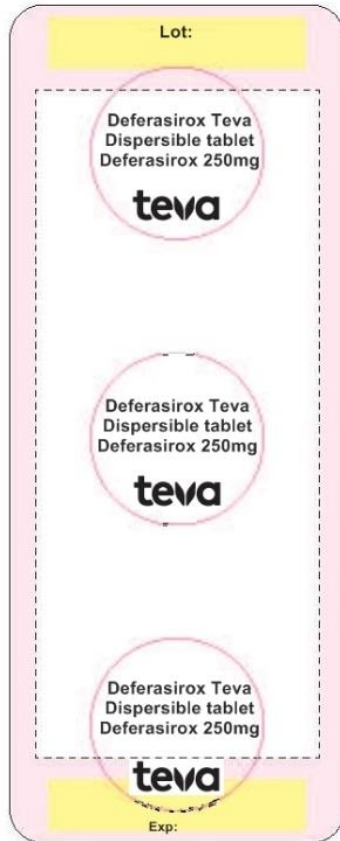 Lot:
Deferasirox Teva
Dispersible tablet
Deferasirox 250mg
teva
Deferasirox Teva
Dispersible tablet
Deferasirox 250mg
teva
Deferasirox Teva
Dispersible tablet
Deferasirox 250mg
teva
Exp: